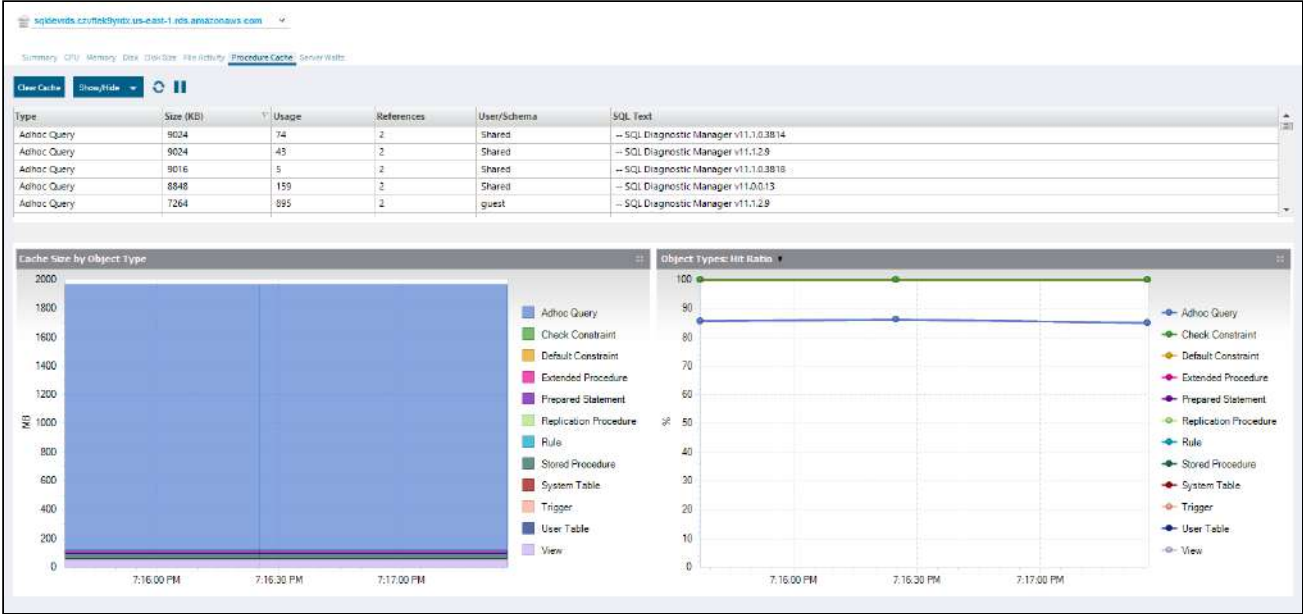 Summary CPU Memory Disk Disk Size File Activity Procedure Cache Server Waits
Clear Cache Show/Hide
Type Size (KB) Usage References User/Schema SQL Text
Adhoc Query 9024 74 2 Shared -- SQL Diagnostic Manager v11.1.0.3814
Adhoc Query 9024 43 2 Shared -- SQL Diagnostic Manager v11.1.2.9
Adhoc Query 9016 5 2 Shared -- SQL Diagnostic Manager v11.1.0.3818
Adhoc Query 8848 159 2 Shared -- SQL Diagnostic Manager v11.0.0.13
Adhoc Query 7264 895 2 guest -- SQL Diagnostic Manager v11.1.2.9
Cache Size by Object Type
2000
1800
1600
1400
1200
1000
800
600
400
200
0
MB
7:16:00 PM 7:16:30 PM 7:17:00 PM
Adhoc Query
Check Constraint
Default Constraint
Extended Procedure
Prepared Statement
Replication Procedure
Rule
Stored Procedure
System Table
Trigger
User Table
View
Object Types: Hit Ratio
100
90
80
70
60
50
40
30
20
10
0
%
7:16:00 PM 7:16:30 PM 7:17:00 PM
Adhoc Query
Check Constraint
Default Constraint
Extended Procedure
Prepared Statement
Replication Procedure
Rule
Stored Procedure
System Table
Trigger
User Table
View